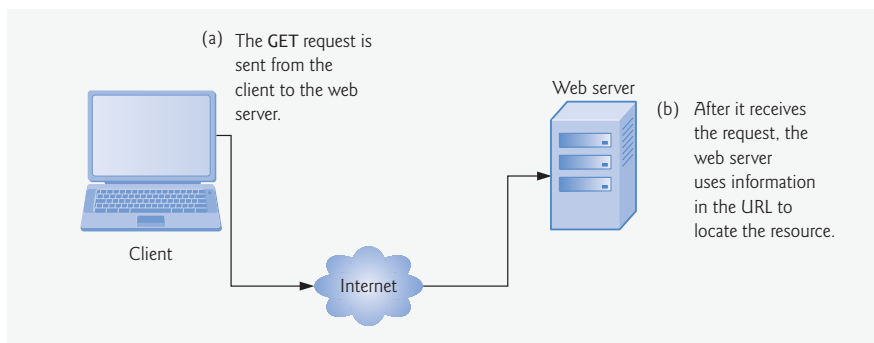 (a) The GET request is
sent from the
client to the web
server.
Web server
(b) After it receives
the request, the
web server
uses information
in the URL to
locate the resource.
Client
Internet